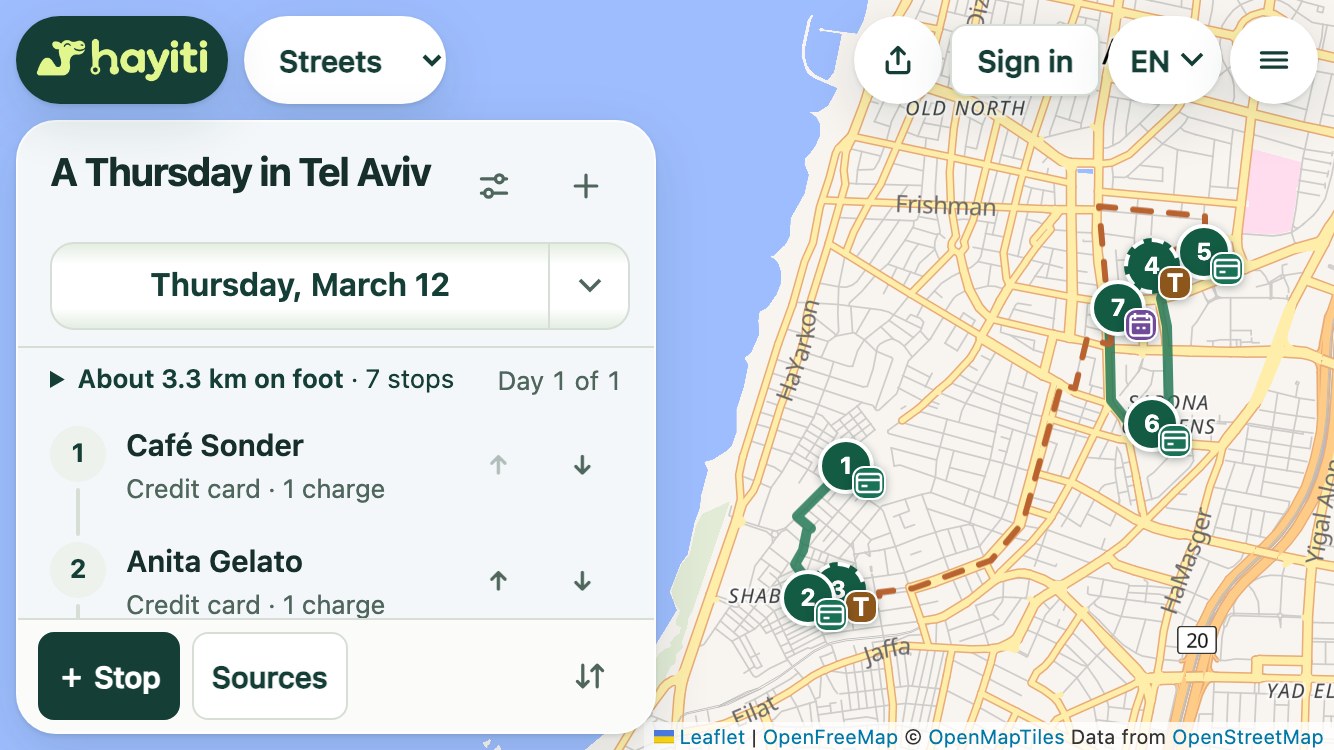 hayiti
Streets
Sign in
EN
A Thursday in Tel Aviv
Thursday, March 12
About 3.3 km on foot · 7 stops
Day 1 of 1
1
Café Sonder
Credit card · 1 charge
2
Anita Gelato
Credit card · 1 charge
+ Stop
Sources
OLD NORTH
Frishman
HaYarkon
5
4
T
7
6
1
2
3
T
HaMasger
Yigal Alon
20
Jaffa
Eilat
Leaflet | OpenFreeMap © OpenMapTiles Data from OpenStreetMap